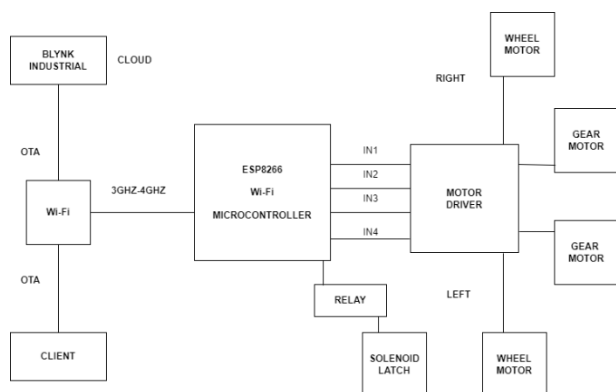 BLYNK
INDUSTRIAL
CLOUD
OTA
Wi-Fi
OTA
CLIENT
3GHZ-4GHZ
ESP8266
Wi-Fi
MICROCONTROLLER
IN1
IN2
IN3
IN4
RELAY
SOLENOID
LATCH
MOTOR
DRIVER
RIGHT
WHEEL
MOTOR
GEAR
MOTOR
GEAR
MOTOR
LEFT
WHEEL
MOTOR